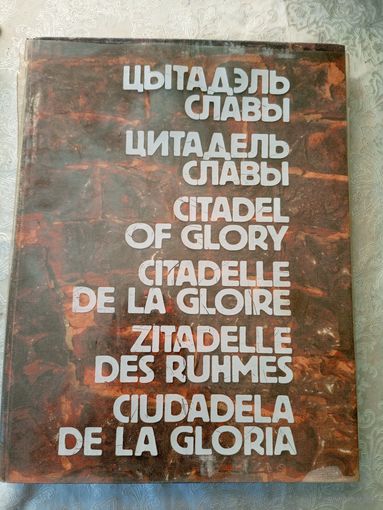 ЦЫТАДЭЛЬ
СЛАВЫ
ЦИТАДЕЛЬ
СЛАВЫ
CITADEL
OF GLORY
CITADELLE
DE LA GLOIRE
ZITADELLE
DES RUHMES
CIUDADELA
DE LA GLORIA